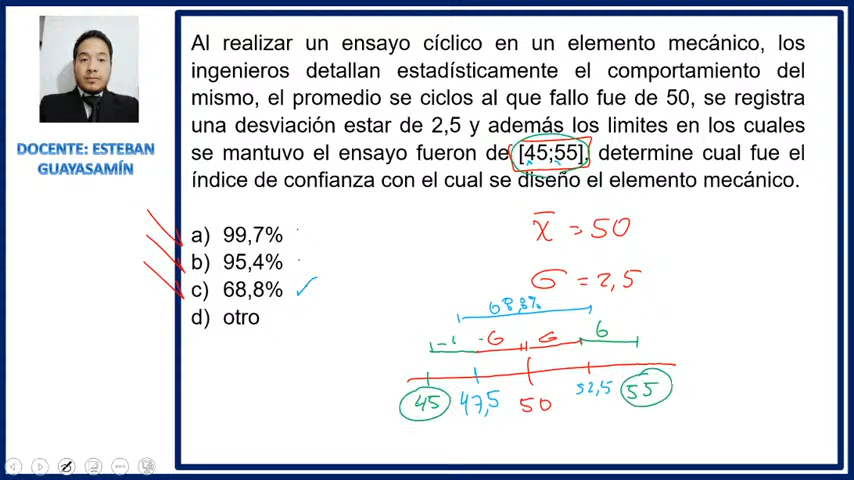 Al realizar un ensayo cíclico en un elemento mecánico, los
ingenieros detallan estadísticamente el comportamiento del
mismo, el promedio se ciclos al que fallo fue de 50, se registra
una desviación estar de 2,5 y además los limites en los cuales
se mantuvo el ensayo fueron de [45;55], determine cual fue el
índice de confianza con el cual se diseño el elemento mecánico.
DOCENTE: ESTEBAN
GUAYASAMÍN
a) 99,7%
b) 95,4%
c) 68,8%
d) otro
x̄ = 50
σ = 2,5
68,8%
-σ σ σ
45 47,5 50 52,5 55